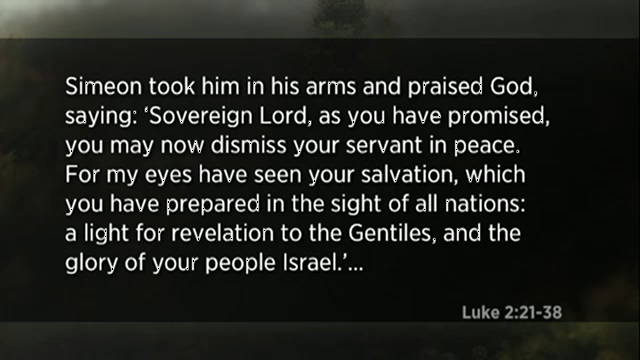 Simeon took him in his arms and praised God,
saying: ‘Sovereign Lord, as you have promised,
you may now dismiss your servant in peace.
For my eyes have seen your salvation, which
you have prepared in the sight of all nations:
a light for revelation to the Gentiles, and the
glory of your people Israel.’...
Luke 2:21-38